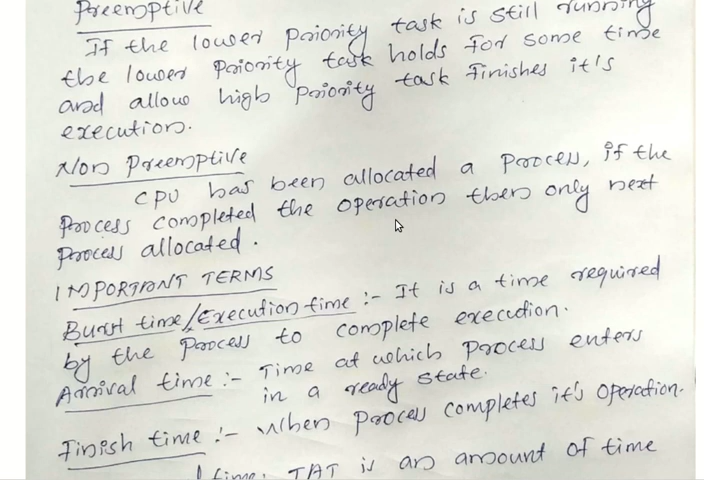 Preemptive
If the lower Priority task is still running
the lower Priority task holds for some time
and allow high Priority task finishes it's
execution.
Non Preemptive
CPU has been allocated a Process, if the
Process completed the operation then only next
Process allocated.
IMPORTANT TERMS
Burst time/Execution time :- It is a time required
by the Process to complete execution.
Arrival time :- Time at which Process enters
in a ready state.
Finish time :- When Process completes it's operation.
time: TAT is an amount of time